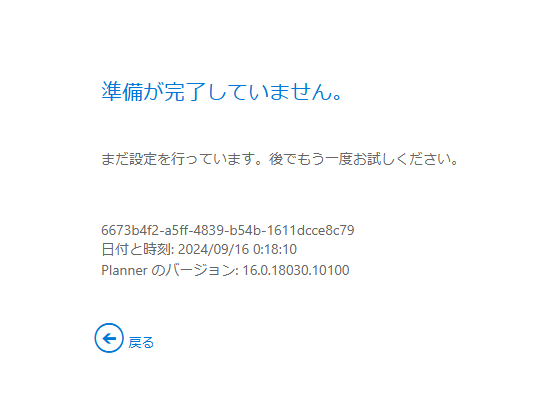 準備が完了していません。
まだ設定を行っています。後でもう一度お試しください。
6673b4f2-a5ff-4839-b54b-1611dcce8c79
日付と時刻: 2024/09/16 0:18:10
Planner のバージョン: 16.0.18030.10100
戻る